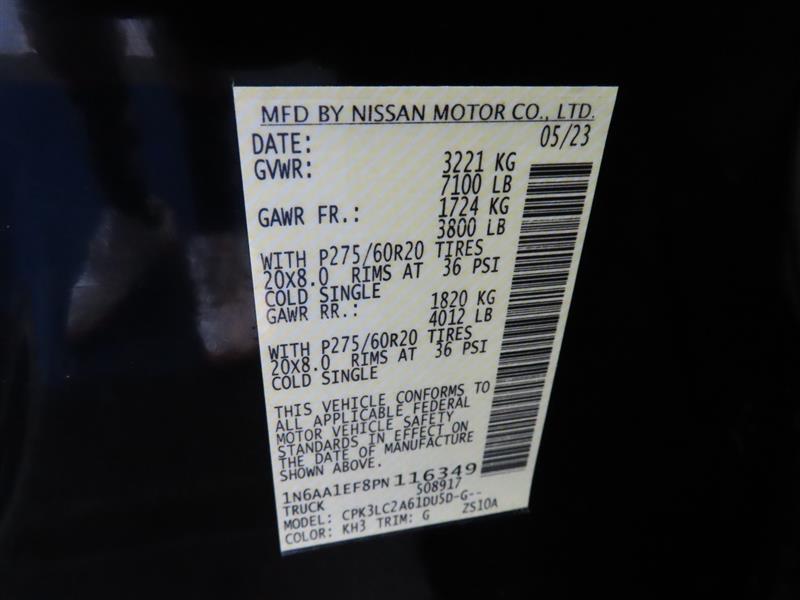 MFD BY NISSAN MOTOR CO., LTD.
DATE: 05/23
GVWR: 3221 KG
7100 LB
GAWR FR.: 1724 KG
3800 LB
WITH P275/60R20 TIRES
20X8.0 RIMS AT 36 PSI
COLD SINGLE
GAWR RR.: 1820 KG
4012 LB
WITH P275/60R20 TIRES
20X8.0 RIMS AT 36 PSI
COLD SINGLE
THIS VEHICLE CONFORMS TO
ALL APPLICABLE FEDERAL
MOTOR VEHICLE SAFETY
STANDARDS IN EFFECT ON
THE DATE OF MANUFACTURE
SHOWN ABOVE.
1N6AA1EF8PN116349
TRUCK 508917
MODEL: CPK3LC2A61DU5D-G--
COLOR: KH3 TRIM: G ZS10A